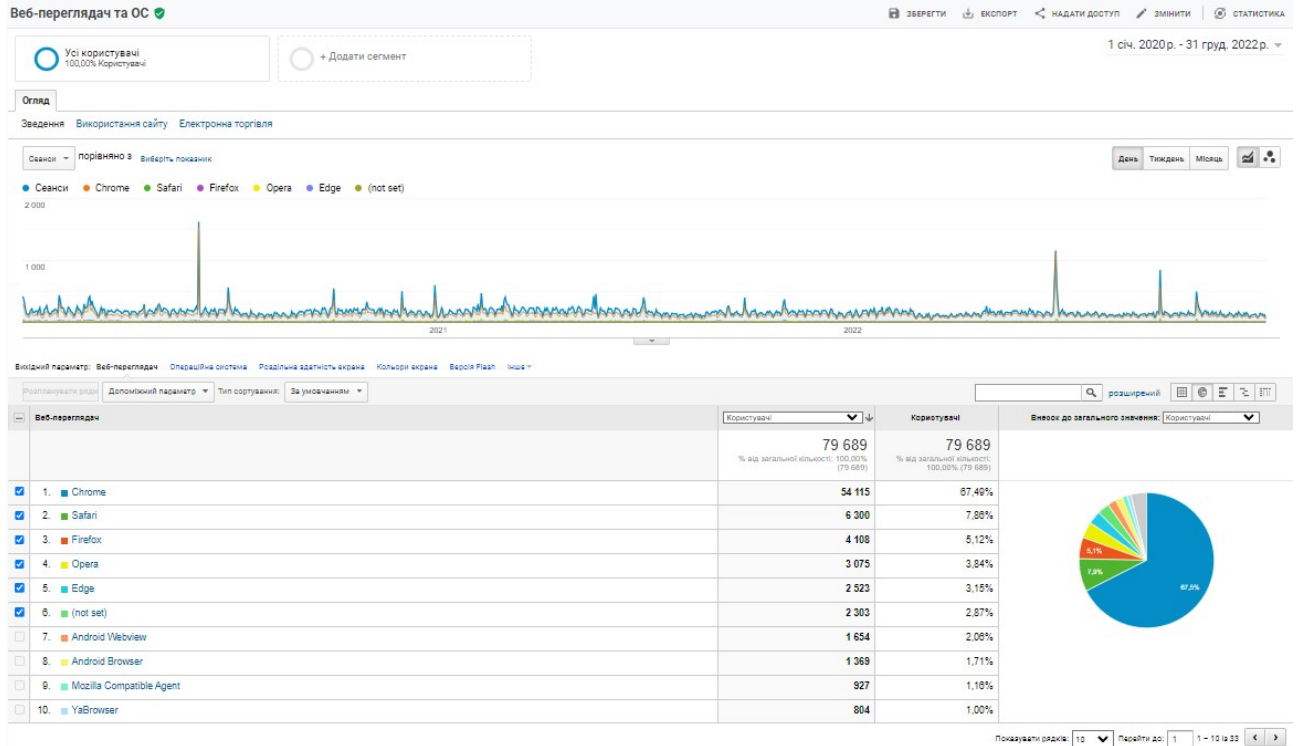 Веб-переглядач та ОС
ЗБЕРЕГТИ ЕКСПОРТ НАДАТИ ДОСТУП ЗМІНИТИ СТАТИСТИКА
Усі користувачі
100,00% Користувачі
+ Додати сегмент
1 січ. 2020 р. - 31 груд. 2022 р.
Огляд
Зведення Використання сайту Електронна торгівля
Сеанси порівняно з Виберіть показник
День Тиждень Місяць
Сеанси Chrome Safari Firefox Opera Edge (not set)
2 000
1 000
2021 2022
Вихідний параметр: Веб-переглядач Операційна система Роздільна здатність екрана Кольори екрана Версія Flash Інше
Розпланувати ряди Допоміжний параметр Тип сортування: За умовчанням розширений
Веб-переглядач Користувачі Користувачі Внесок до загального значення: Користувачі
79 689 79 689
% від загальної кількості: 100,00% % від загальної кількості:
(79 689) 100,00% (79 689)
1. Chrome 54 115 67,49%
2. Safari 6 300 7,86%
3. Firefox 4 108 5,12%
4. Opera 3 075 3,84%
5. Edge 2 523 3,15%
6. (not set) 2 303 2,87%
7. Android Webview 1 654 2,06%
8. Android Browser 1 369 1,71%
9. Mozilla Compatible Agent 927 1,16%
10. YaBrowser 804 1,00%
5,1%
7,9%
67,5%
Показувати рядків: 10 Перейти до: 1 1 – 10 із 33